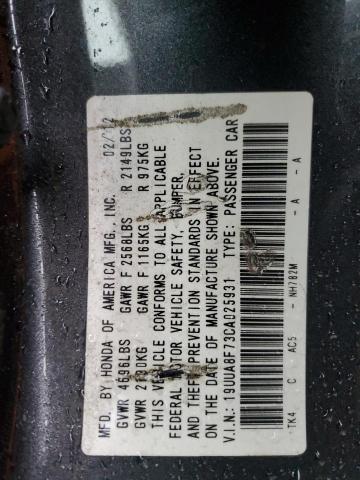 MFD. BY HONDA OF AMERICA MFG., INC. 02/12
GVWR 4696LBS GAWR F 2568LBS R 2149LBS
GVWR KG GAWR F 1165KG R 975KG
THIS VEHICLE CONFORMS TO ALL APPLICABLE
FEDERAL MOTOR VEHICLE SAFETY, BUMPER,
AND THEFT PREVENTION STANDARDS IN EFFECT
ON THE DATE OF MANUFACTURE SHOWN ABOVE.
V.I.N.: 19UUA8F73CA025931 TYPE: PASSENGER CAR
TK4 C - AC5 - NH782M - A - A